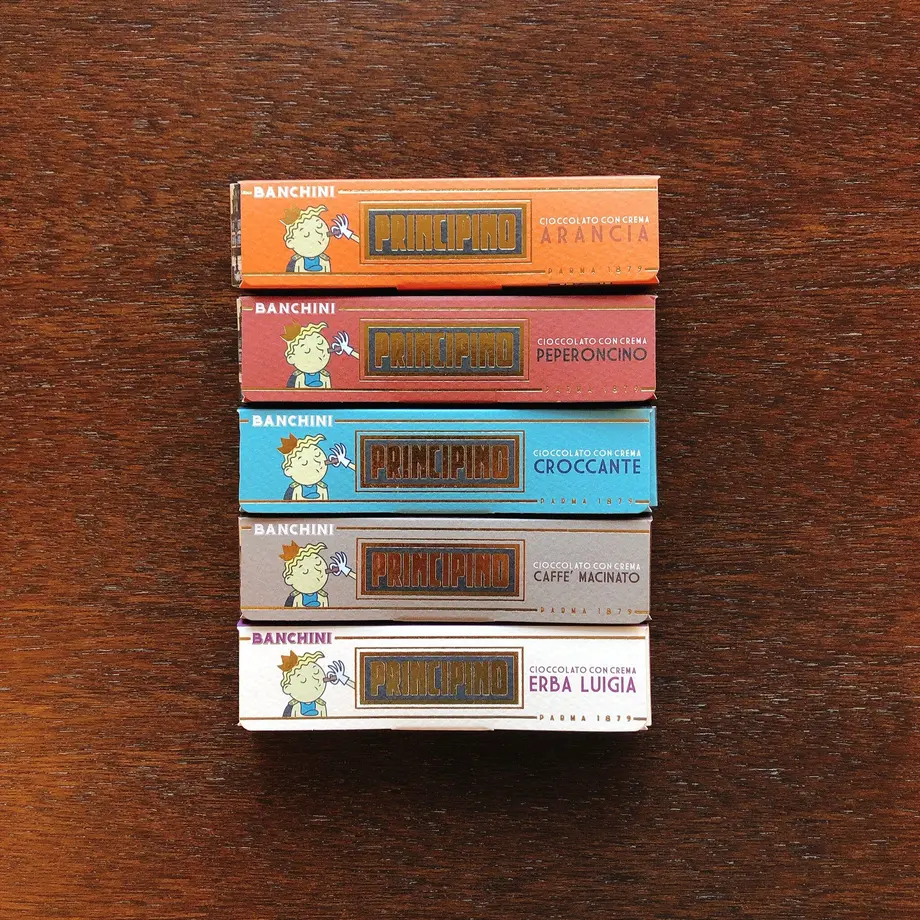 BANCHINI
PRINCIPINO
CIOCCOLATO CON CREMA
ARANCIA
PARMA 1879
BANCHINI
PRINCIPINO
CIOCCOLATO CON CREMA
PEPERONCINO
PARMA 1879
BANCHINI
PRINCIPINO
CIOCCOLATO CON CREMA
CROCCANTE
PARMA 1879
BANCHINI
PRINCIPINO
CIOCCOLATO CON CREMA
CAFFE' MACINATO
PARMA 1879
BANCHINI
PRINCIPINO
CIOCCOLATO CON CREMA
ERBA LUIGIA
PARMA 1879